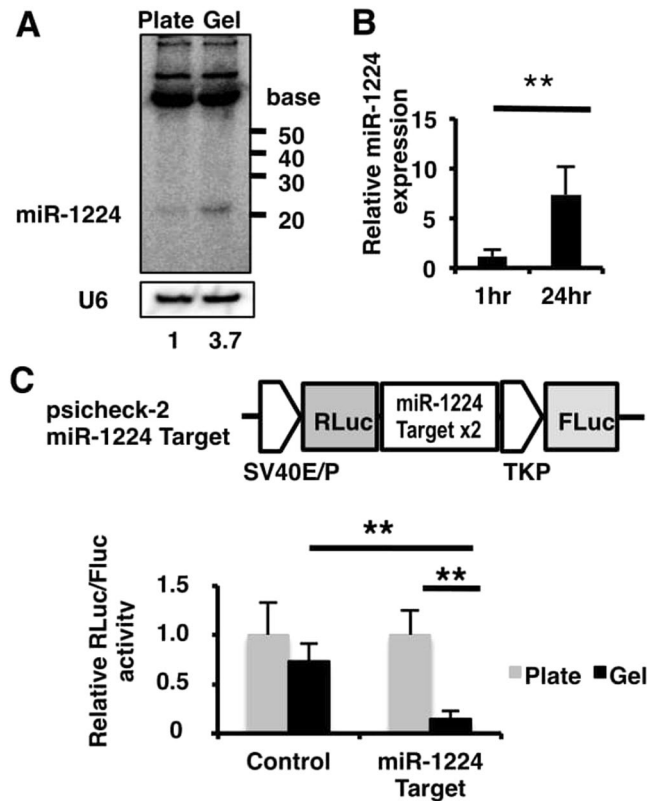 A
Plate Gel
base
50
40
30
20
miR-1224
U6
1 3.7
B
**
Relative miR-1224
expression
15
10
5
0
1hr 24hr
C
psicheck-2
miR-1224 Target
RLuc
miR-1224
Target x2
FLuc
SV40E/P
TKP
**
**
Relative RLuc/Fluc
activity
1.5
1.0
0.5
0
Plate Gel
Control
miR-1224
Target